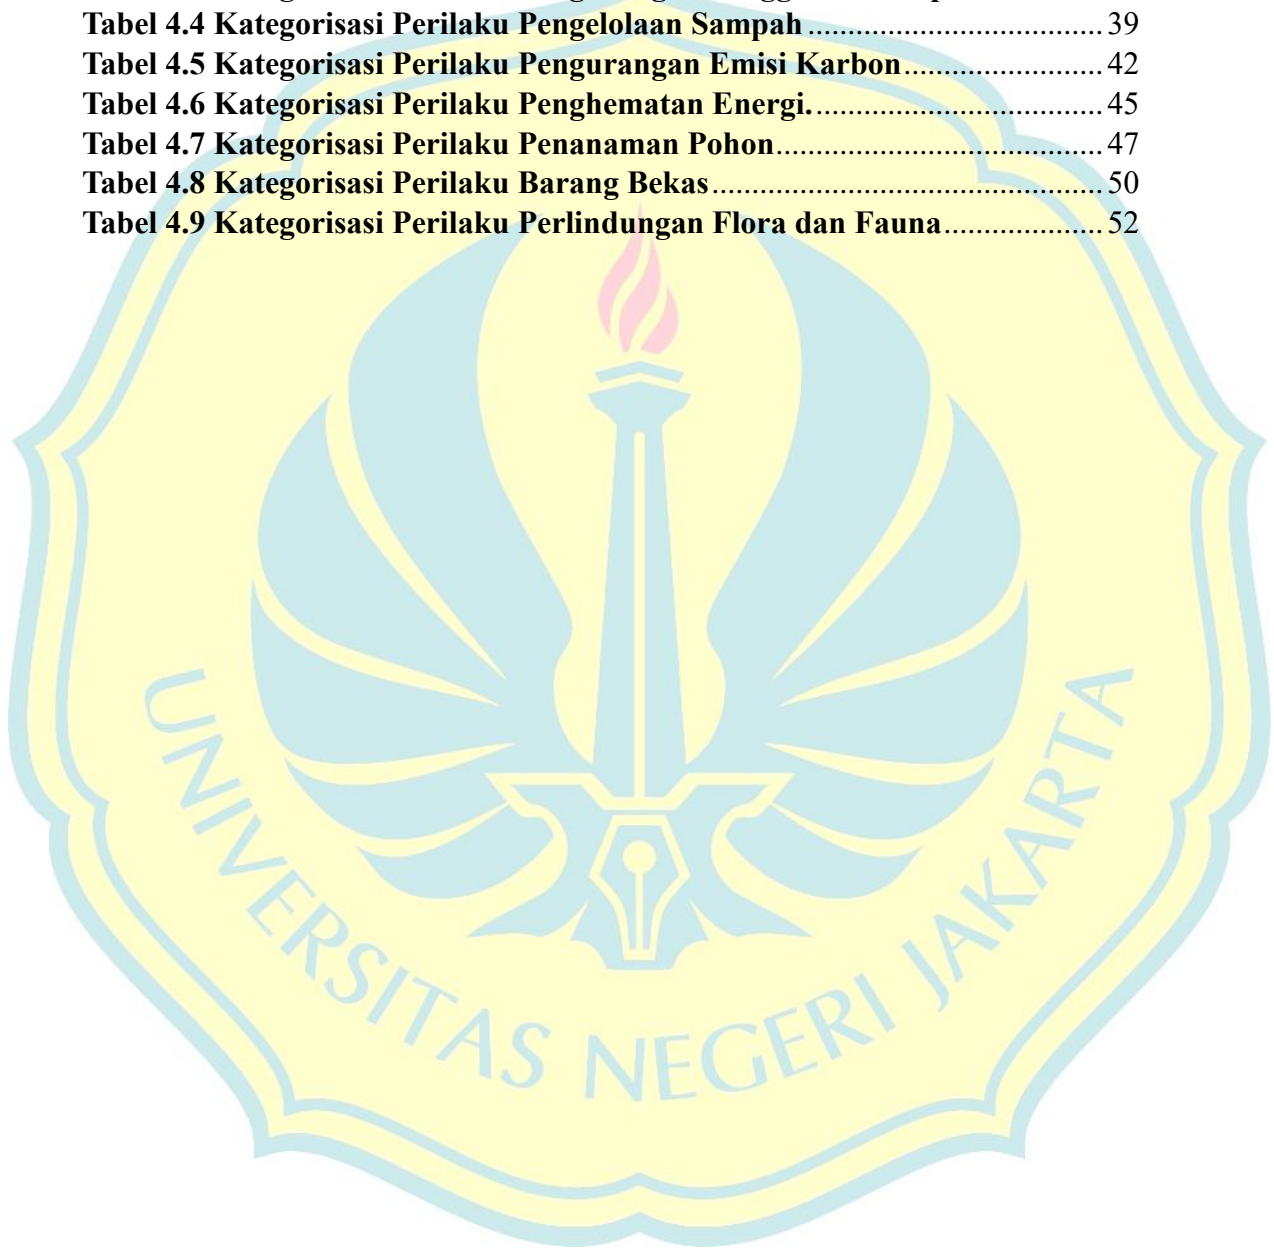 Tabel 4.4 Kategorisasi Perilaku Pengelolaan Sampah .................................. 39
Tabel 4.5 Kategorisasi Perilaku Pengurangan Emisi Karbon ....................... 42
Tabel 4.6 Kategorisasi Perilaku Penghematan Energi. ................................. 45
Tabel 4.7 Kategorisasi Perilaku Penanaman Pohon ...................................... 47
Tabel 4.8 Kategorisasi Perilaku Barang Bekas ............................................. 50
Tabel 4.9 Kategorisasi Perilaku Perlindungan Flora dan Fauna .................. 52
UNIVERSITAS NEGERI JAKARTA